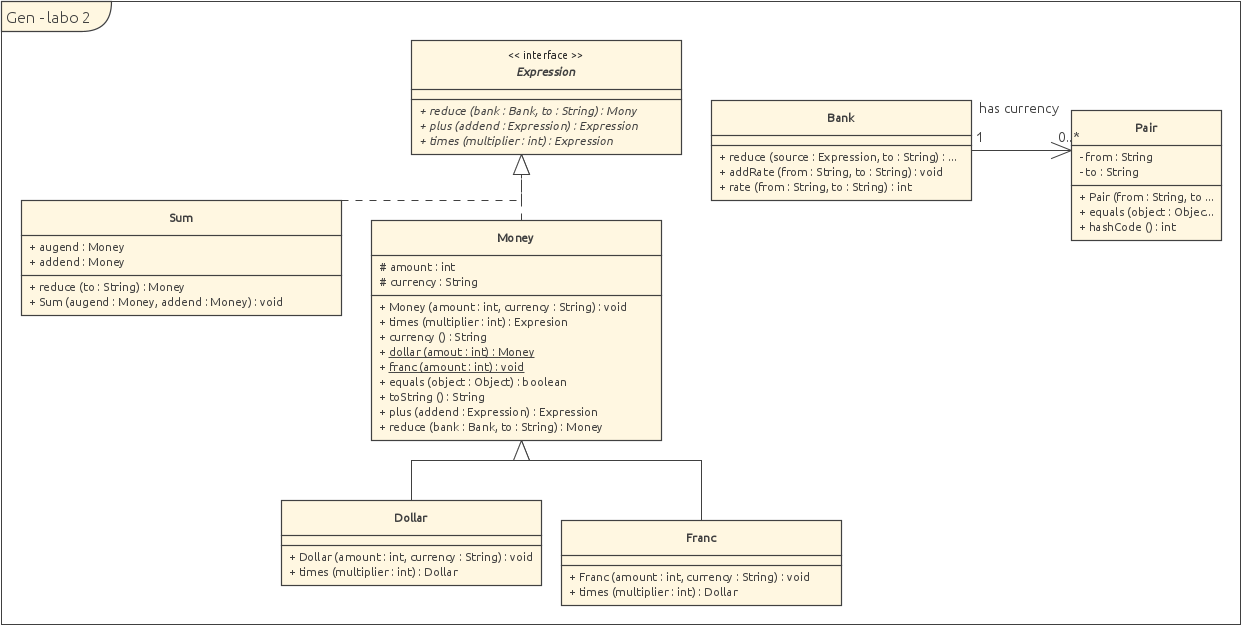 Gen - labo 2
<< interface >>
Expression
+ reduce (bank : Bank, to : String) : Mony
+ plus (addend : Expression) : Expression
+ times (multiplier : int) : Expression
Bank
+ reduce (source : Expression, to : String) : ...
+ addRate (from : String, to : String) : void
+ rate (from : String, to : String) : int
has currency
1
0..*
Pair
- from : String
- to : String
+ Pair (from : String, to ...
+ equals (object : Objec...
+ hashCode () : int
Sum
+ augend : Money
+ addend : Money
+ reduce (to : String) : Money
+ Sum (augend : Money, addend : Money) : void
Money
# amount : int
# currency : String
+ Money (amount : int, currency : String) : void
+ times (multiplier : int) : Expresion
+ currency () : String
+ dollar (amout : int) : Money
+ franc (amount : int) : void
+ equals (object : Object) : boolean
+ toString () : String
+ plus (addend : Expression) : Expression
+ reduce (bank : Bank, to : String) : Money
Dollar
+ Dollar (amount : int, currency : String) : void
+ times (multiplier : int) : Dollar
Franc
+ Franc (amount : int, currency : String) : void
+ times (multiplier : int) : Dollar